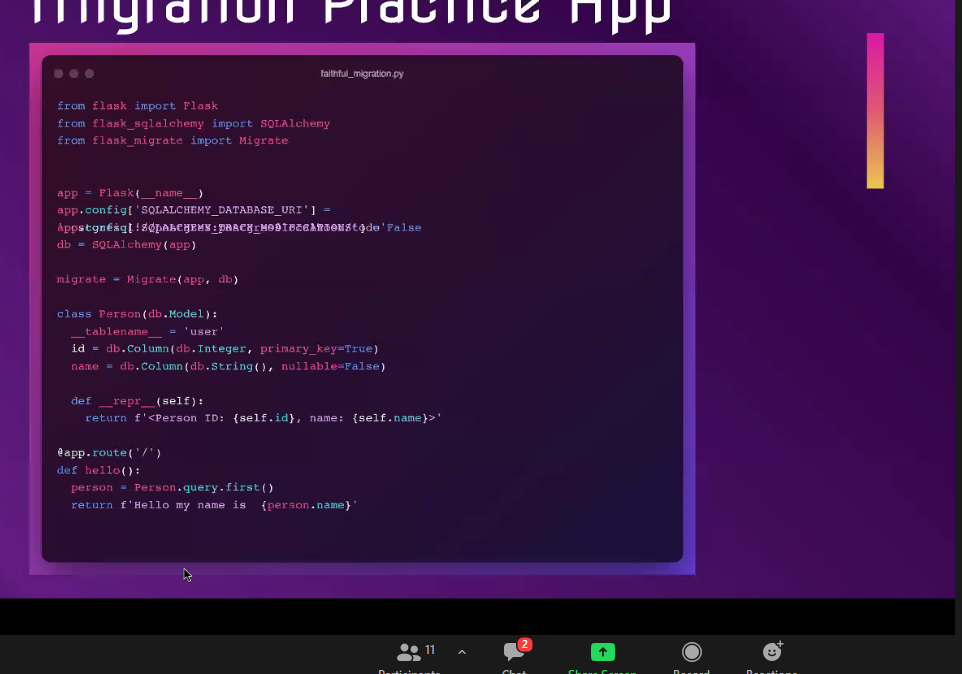 Migration Practice App
faithful_migration.py
from flask import Flask
from flask_sqlalchemy import SQLAlchemy
from flask_migrate import Migrate
app = Flask(__name__)
app.config['SQLALCHEMY_DATABASE_URI'] =
False
db = SQLAlchemy(app)
migrate = Migrate(app, db)
class Person(db.Model):
__tablename__ = 'user'
id = db.Column(db.Integer, primary_key=True)
name = db.Column(db.String(), nullable=False)
def __repr__(self):
return f'<Person ID: {self.id}, name: {self.name}>'
@app.route('/')
def hello():
person = Person.query.first()
return f'Hello my name is  {person.name}'
11
2
Participants
Chat
Share Screen
Record
Reactions